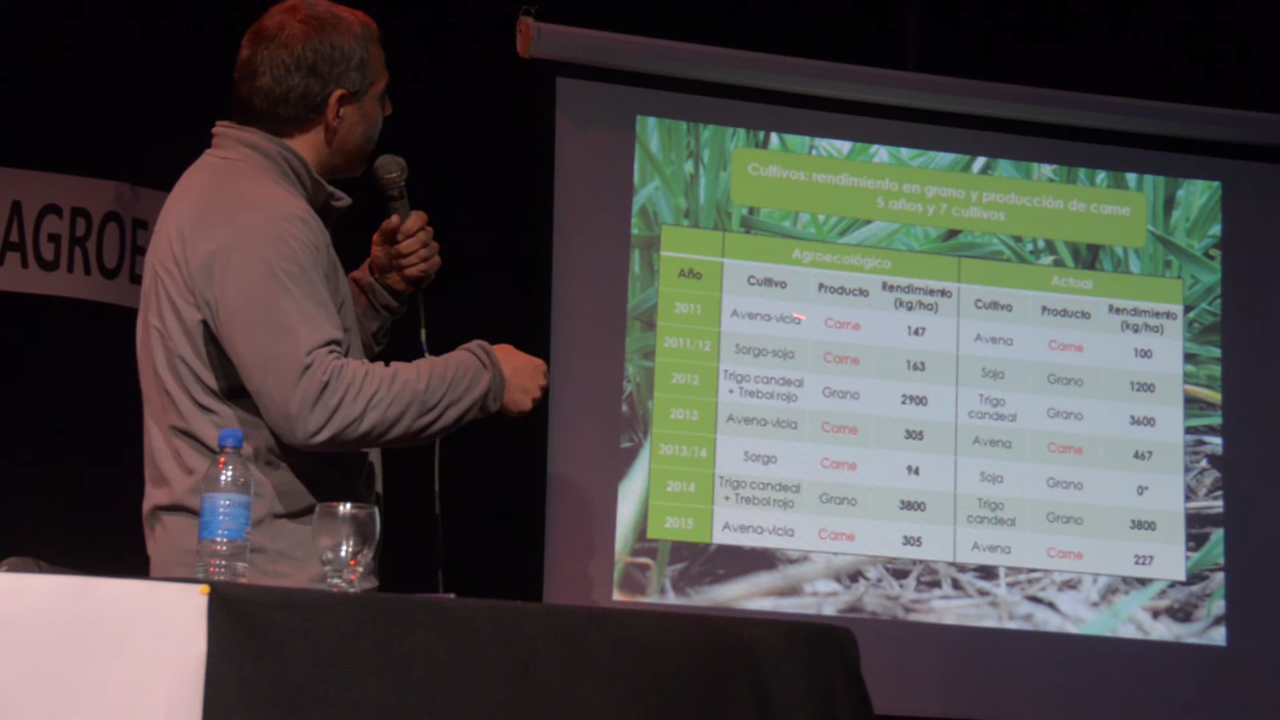 AGROE
Cultivos: rendimiento en grano y producción de carne
5 años y 7 cultivos
Agroecológico Actual
Año Cultivo Producto Rendimiento (kg/ha) Cultivo Producto Rendimiento (kg/ha)
2011 Avena-vicia Carne 147 Avena Carne 100
2011/12 Sorgo-soja Carne 163 Soja Grano 1200
2012 Trigo candeal + Trebol rojo Grano 2900 Trigo candeal Grano 3600
2013 Avena-vicia Carne 305 Avena Carne 467
2013/14 Sorgo Carne 94 Soja Grano 0*
2014 Trigo candeal + Trebol rojo Grano 3800 Trigo candeal Grano 3800
2015 Avena-vicia Carne 305 Avena Carne 227